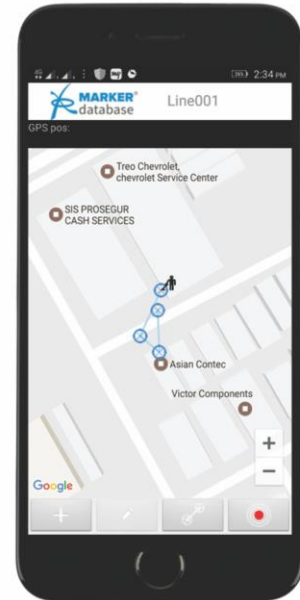 2:34 PM
MARKER®
database
Line001
GPS pos:
Treo Chevrolet,
chevrolet Service Center
SIS PROSEGUR
CASH SERVICES
Asian Contec
Victor Components
+
−
Google